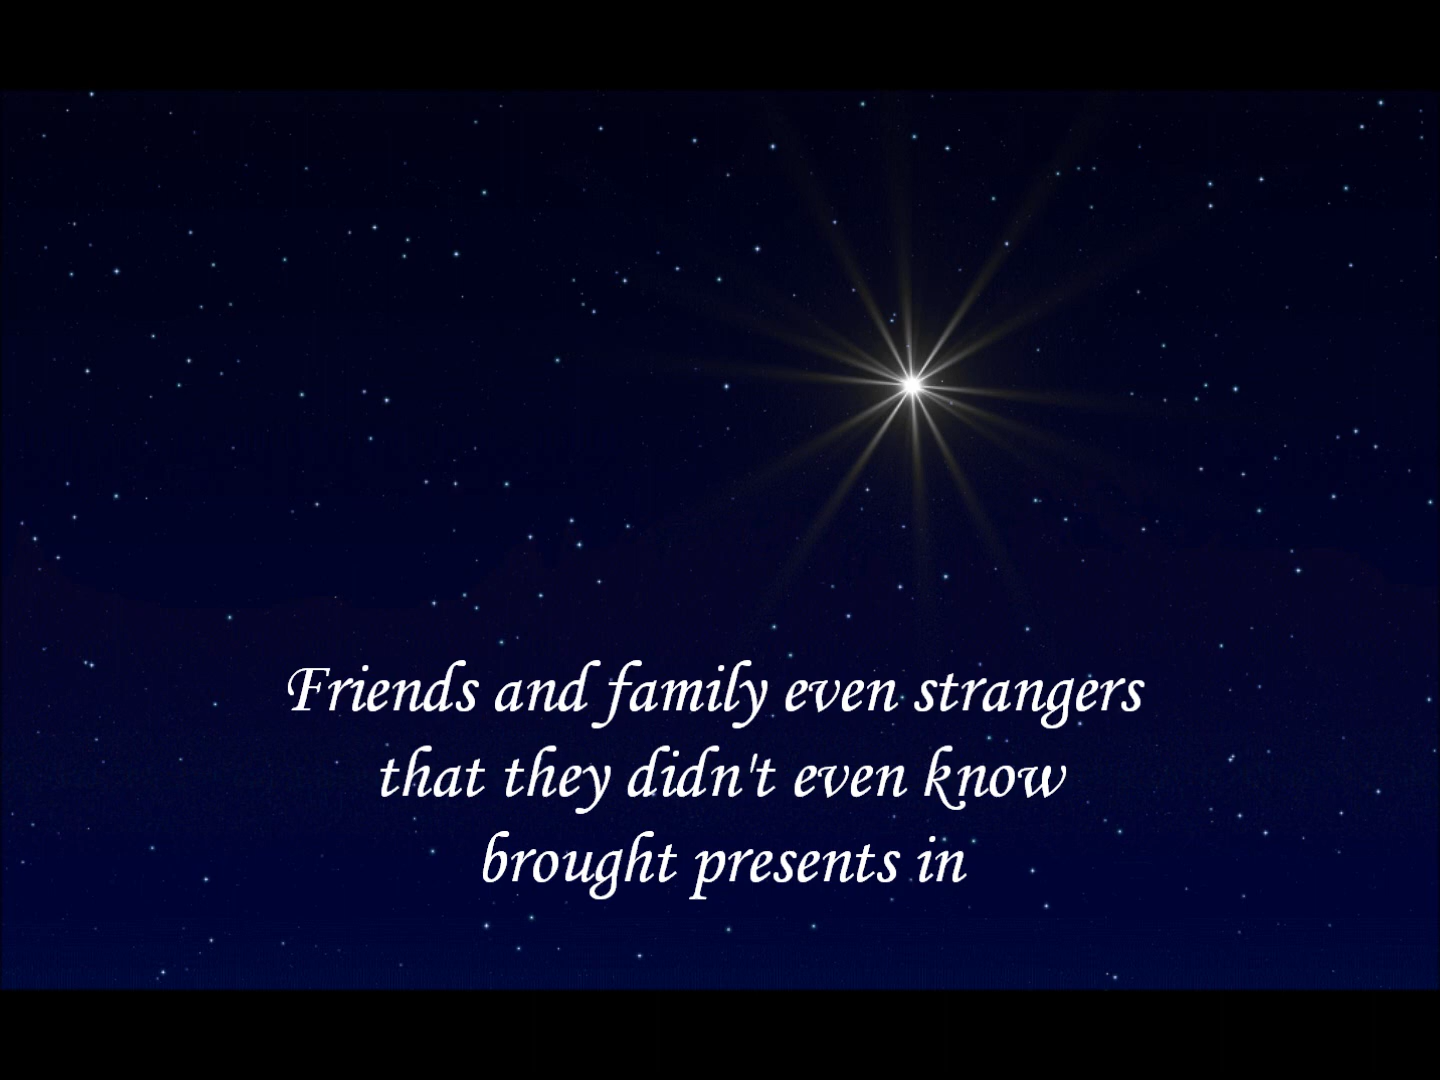 Friends and family even strangers
that they didn't even know
brought presents in